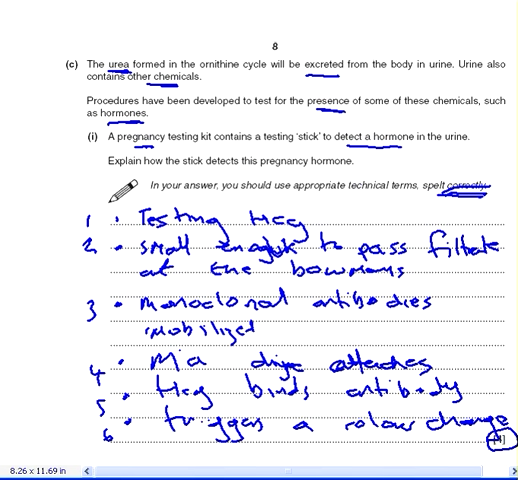 8
(c) The urea formed in the ornithine cycle will be excreted from the body in urine. Urine also
contains other chemicals.
Procedures have been developed to test for the presence of some of these chemicals, such
as hormones.
(i) A pregnancy testing kit contains a testing 'stick' to detect a hormone in the urine.
Explain how the stick detects this pregnancy hormone.
In your answer, you should use appropriate technical terms, spelt correctly.
1 • Testing Hcg
2 • small enough to pass filtrate
at the bowmans
3 • monoclonal antibodies
imobilized
4 • attaches
5 • Hcg binds antibody
6 • triggers a colour change
[4]
8.26 x 11.69 in